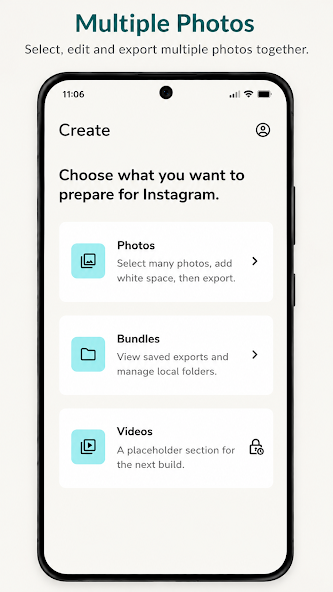 Multiple Photos
Select, edit and export multiple photos together.
11:06
Create
Choose what you want to
prepare for Instagram.
Photos
Select many photos, add
white space, then export.
Bundles
View saved exports and
manage local folders.
Videos
A placeholder section for
the next build.